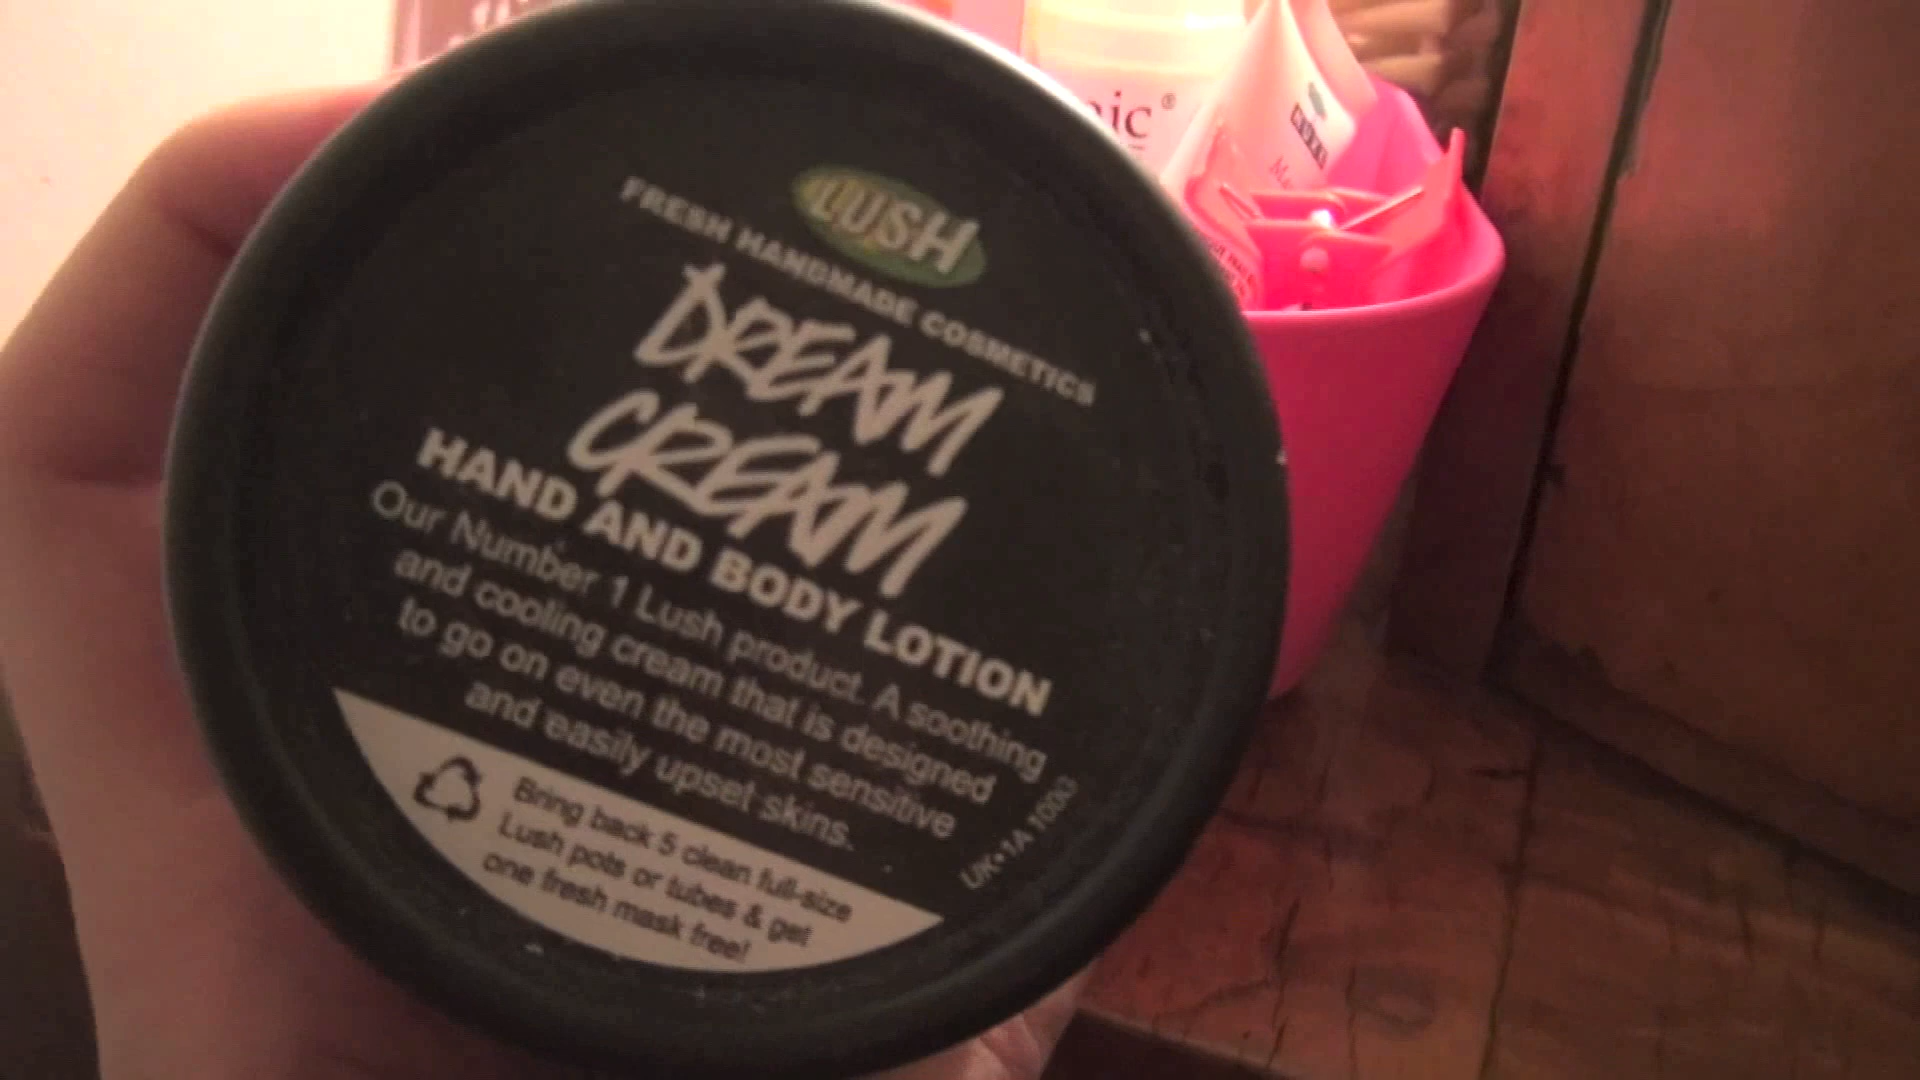 LUSH
FRESH HANDMADE COSMETICS
DREAM
CREAM
HAND AND BODY LOTION
Our Number 1 Lush product. A soothing
and cooling cream that is designed
to go on even the most sensitive
and easily upset skins.
Bring back 5 clean full-size
Lush pots or tubes & get
one fresh mask free!
UK•1A 100G
nic®